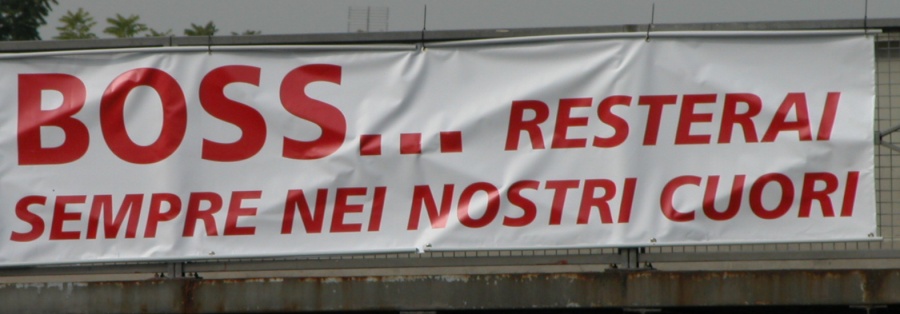 BOSS... RESTERAI
SEMPRE NEI NOSTRI CUORI